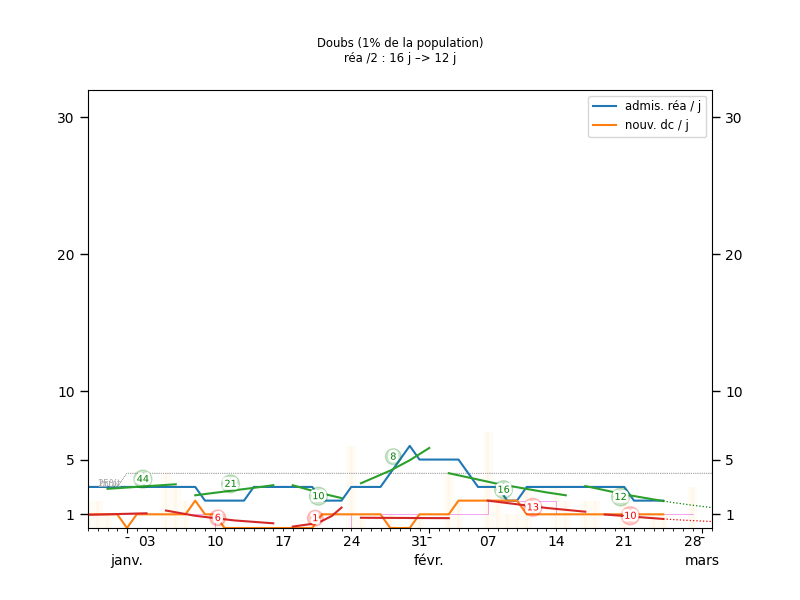 Doubs (1% de la population)
réa /2 : 16 j –> 12 j
admis. réa / j
nouv. dc / j
30 30
20 20
10 10
5 5
1 1
44 21 10 8 16 12
6 1 13 10
03 10 17 24 31 07 14 21 28
janv. févr. mars